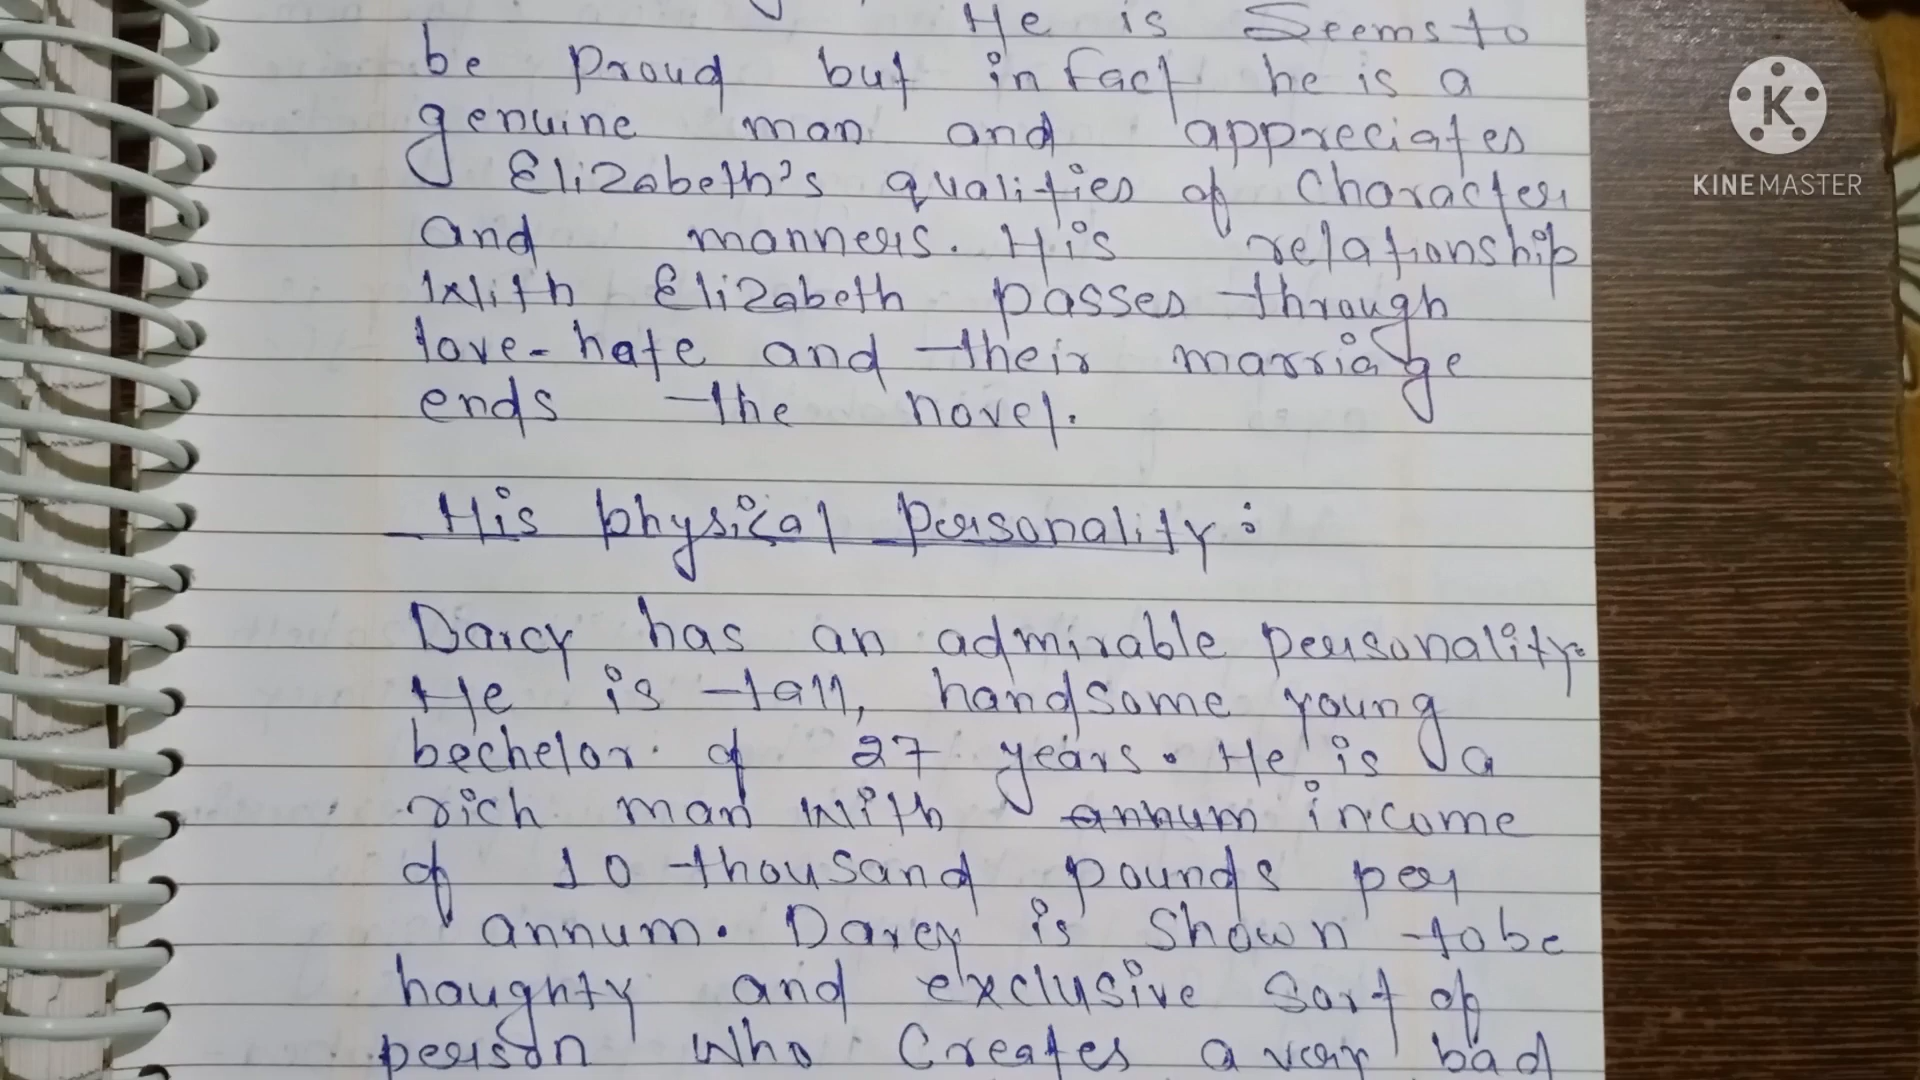 He is Seems to
be proud but in fact he is a
genuine man and appreciates
Elizabeth's qualities of Character
and manners. His relationship
With Elizabeth passes through
love-hate and their marriage
ends the novel.
His physical personality:
Darcy has an admirable personality.
He is tall, handsome young
bechelor of 27 years. He is a
rich man with annum income
of 10 thousand pounds per
annum. Darcy is shown to be
haughty and exclusive sort of
person who Creates a very bad
K
KINEMASTER